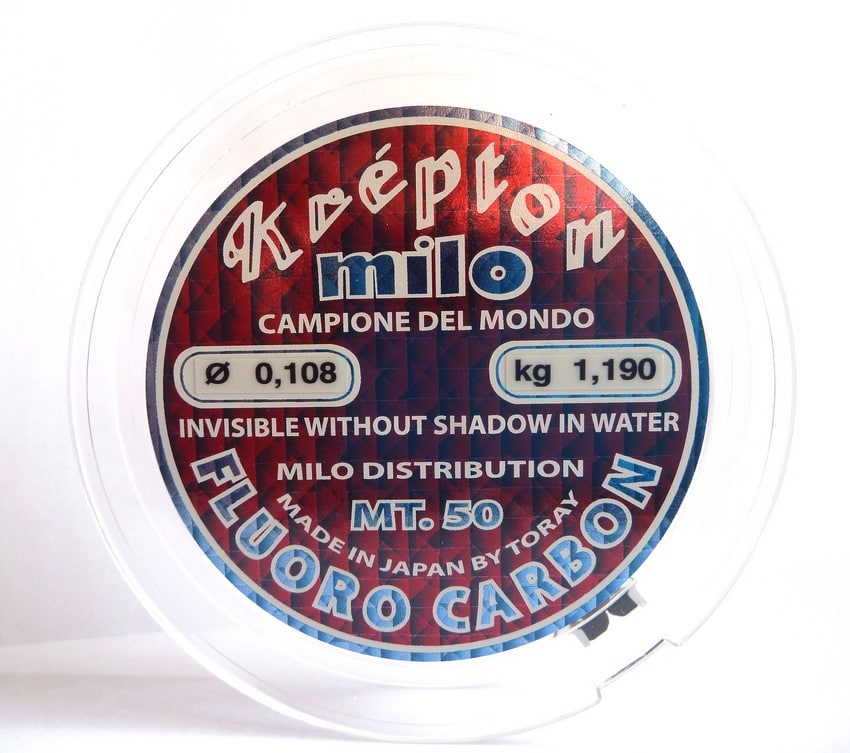 Krépton
milo
CAMPIONE DEL MONDO
Ø 0,108
kg 1,190
INVISIBLE WITHOUT SHADOW IN WATER
MILO DISTRIBUTION
MT. 50
MADE IN JAPAN BY TORAY
FLUORO CARBON